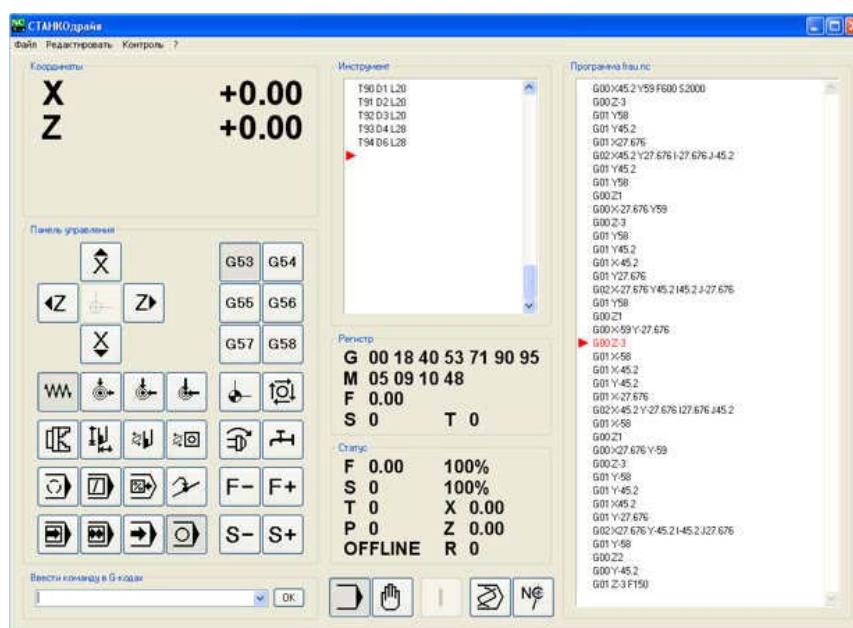 СТАНКОдрайв
Файл Редактировать Контроль ?
Координаты
X +0.00
Z +0.00
Панель управления
X
Z Z
X
G53 G54
G55 G56
G57 G58
F- F+
S- S+
Ввести команду в G-кодах
OK
Инструмент
T90 D1 L20
T91 D2 L20
T92 D3 L20
T93 D4 L28
T94 D6 L28
Регистр
G 00 18 40 53 71 90 95
M 05 09 10 48
F 0.00
S 0 T 0
Статус
F 0.00 100%
S 0 100%
T 0 X 0.00
P 0 Z 0.00
OFFLINE R 0
Программа frau.nc
G00 X45.2 Y59 F600 S2000
G00 Z-3
G01 Y58
G01 Y45.2
G01 X27.676
G02 X45.2 Y27.676 I-27.676 J-45.2
G01 Y45.2
G01 Y58
G00 Z1
G00 X-27.676 Y59
G00 Z-3
G01 Y58
G01 Y45.2
G01 X-45.2
G01 Y27.676
G02 X-27.676 Y45.2 I45.2 J-27.676
G01 Y58
G00 Z1
G00 X-59 Y-27.676
G00 Z-3
G01 X-58
G01 X-45.2
G01 Y-45.2
G01 X-27.676
G02 X-45.2 Y-27.676 I27.676 J45.2
G01 X-58
G00 Z1
G00 X27.676 Y-59
G00 Z-3
G01 Y-58
G01 Y-45.2
G01 X45.2
G01 Y-27.676
G02 X27.676 Y-45.2 I-45.2 J27.676
G01 Y-58
G00 Z2
G00 Y-45.2
G01 Z-3 F150